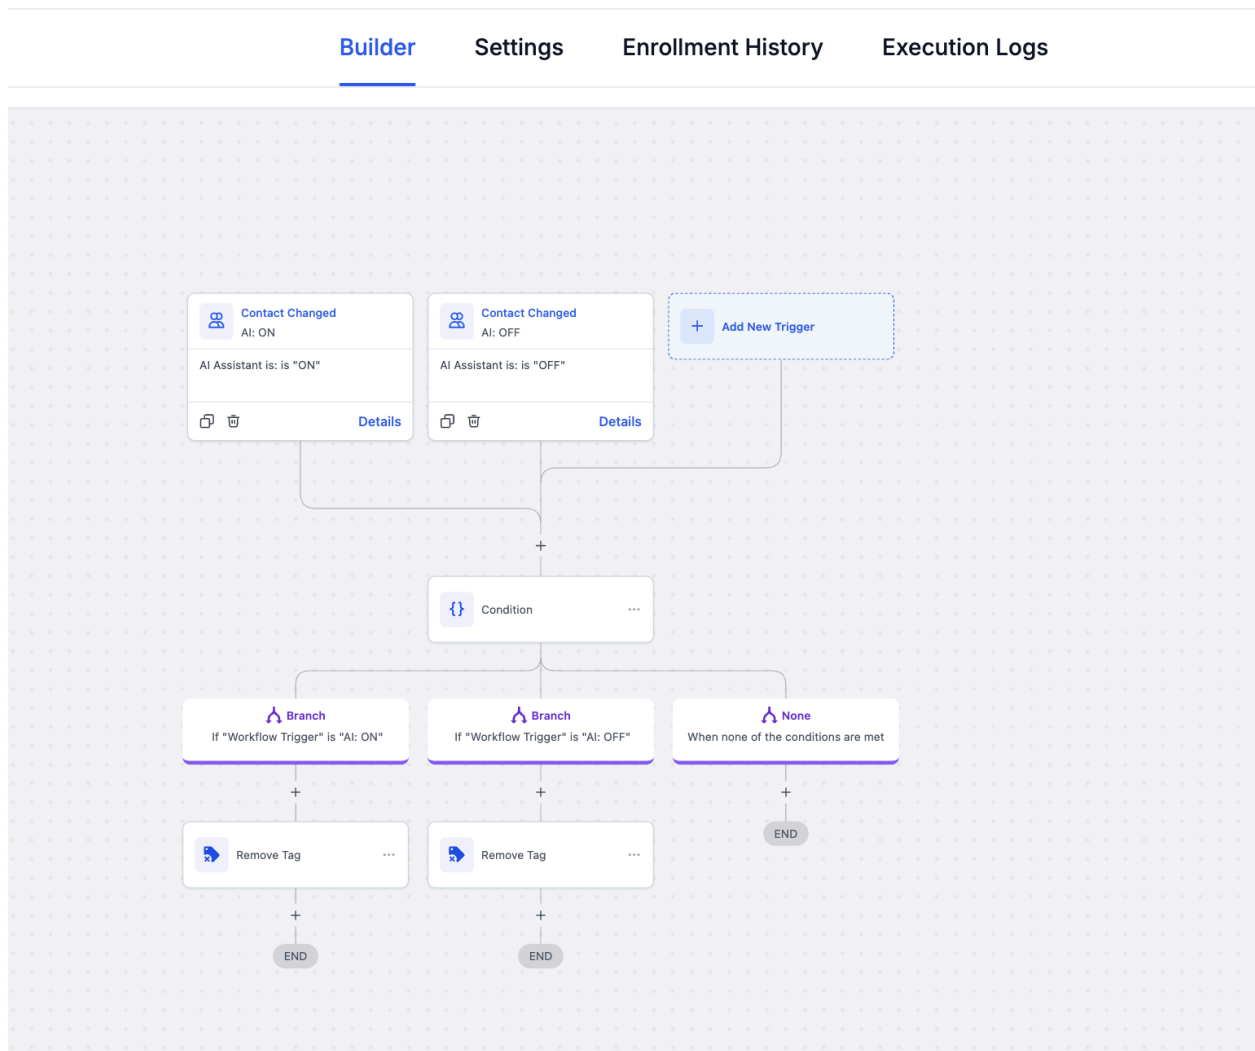 Builder
Settings
Enrollment History
Execution Logs
Contact Changed
AI: ON
AI Assistant is: is "ON"
Details
Contact Changed
AI: OFF
AI Assistant is: is "OFF"
Details
Add New Trigger
Condition
Branch
If "Workflow Trigger" is "AI: ON"
Branch
If "Workflow Trigger" is "AI: OFF"
None
When none of the conditions are met
Remove Tag
Remove Tag
END
END
END